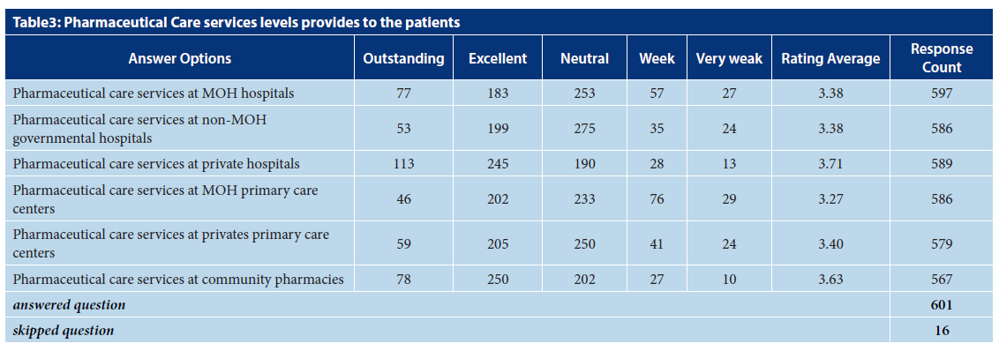 Table3: Pharmaceutical Care services levels provides to the patients
Answer Options Outstanding Excellent Neutral Week Very weak Rating Average Response Count
Pharmaceutical care services at MOH hospitals 77 183 253 57 27 3.38 597
Pharmaceutical care services at non-MOH governmental hospitals 53 199 275 35 24 3.38 586
Pharmaceutical care services at private hospitals 113 245 190 28 13 3.71 589
Pharmaceutical care services at MOH primary care centers 46 202 233 76 29 3.27 586
Pharmaceutical care services at privates primary care centers 59 205 250 41 24 3.40 579
Pharmaceutical care services at community pharmacies 78 250 202 27 10 3.63 567
answered question 601
skipped question 16